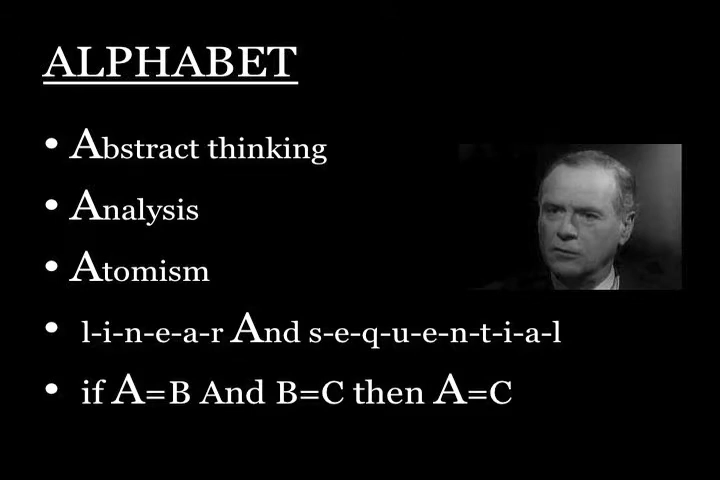 ALPHABET
• Abstract thinking
• Analysis
• Atomism
• l-i-n-e-a-r And s-e-q-u-e-n-t-i-a-l
• if A=B And B=C then A=C